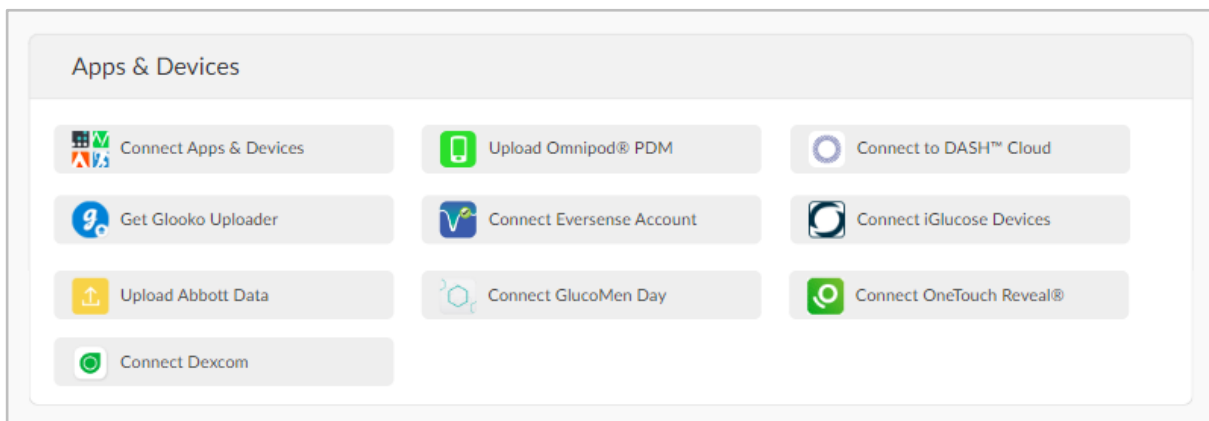 Apps & Devices
Connect Apps & Devices
Upload Omnipod® PDM
Connect to DASH™ Cloud
Get Glooko Uploader
Connect Eversense Account
Connect iGlucose Devices
Upload Abbott Data
Connect GlucoMen Day
Connect OneTouch Reveal®
Connect Dexcom